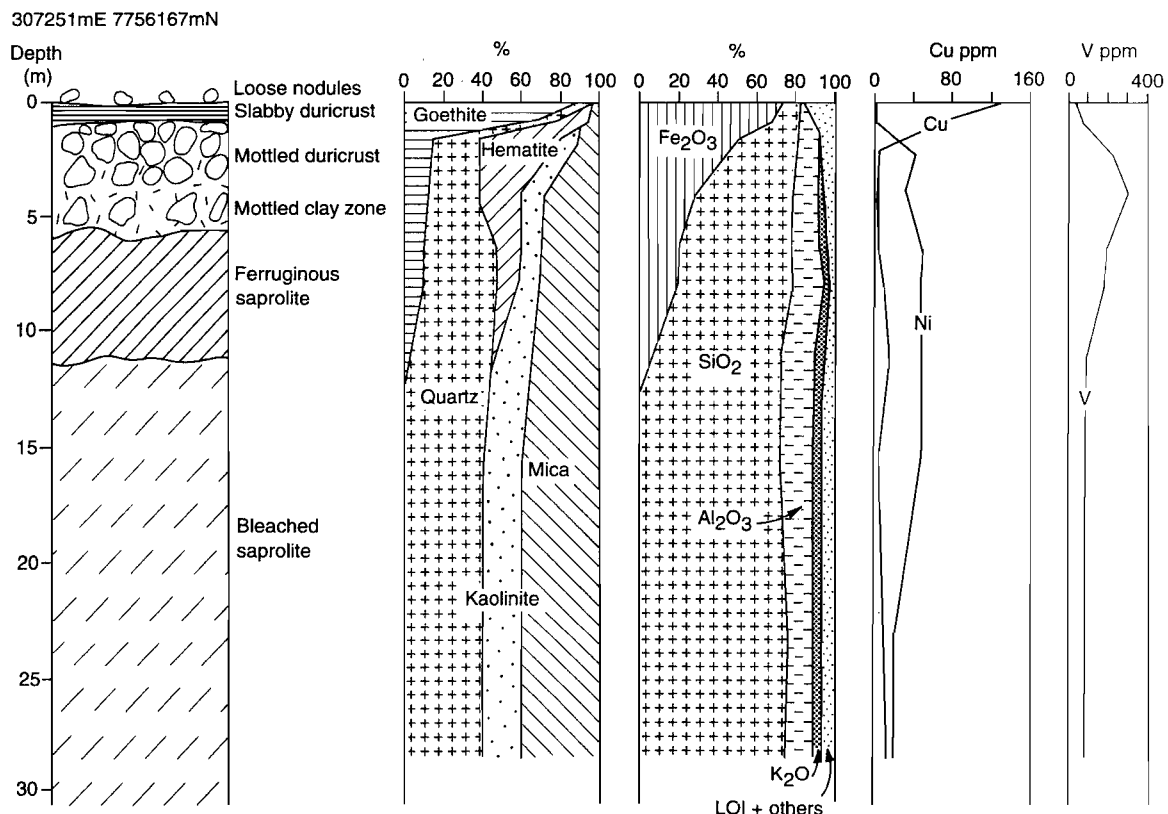 307251mE 7756167mN
Depth
(m)
Loose nodules
Slabby duricrust
Mottled duricrust
Mottled clay zone
Ferruginous
saprolite
Bleached
saprolite
0
5
10
15
20
25
30
%
0 20 40 60 80 100
Goethite
Hematite
Quartz
Mica
Kaolinite
%
0 20 40 60 80 100
Fe2O3
SiO2
Al2O3
K2O
LOI + others
Cu ppm
0 80 160
Cu
Ni
V ppm
0 200 400
V